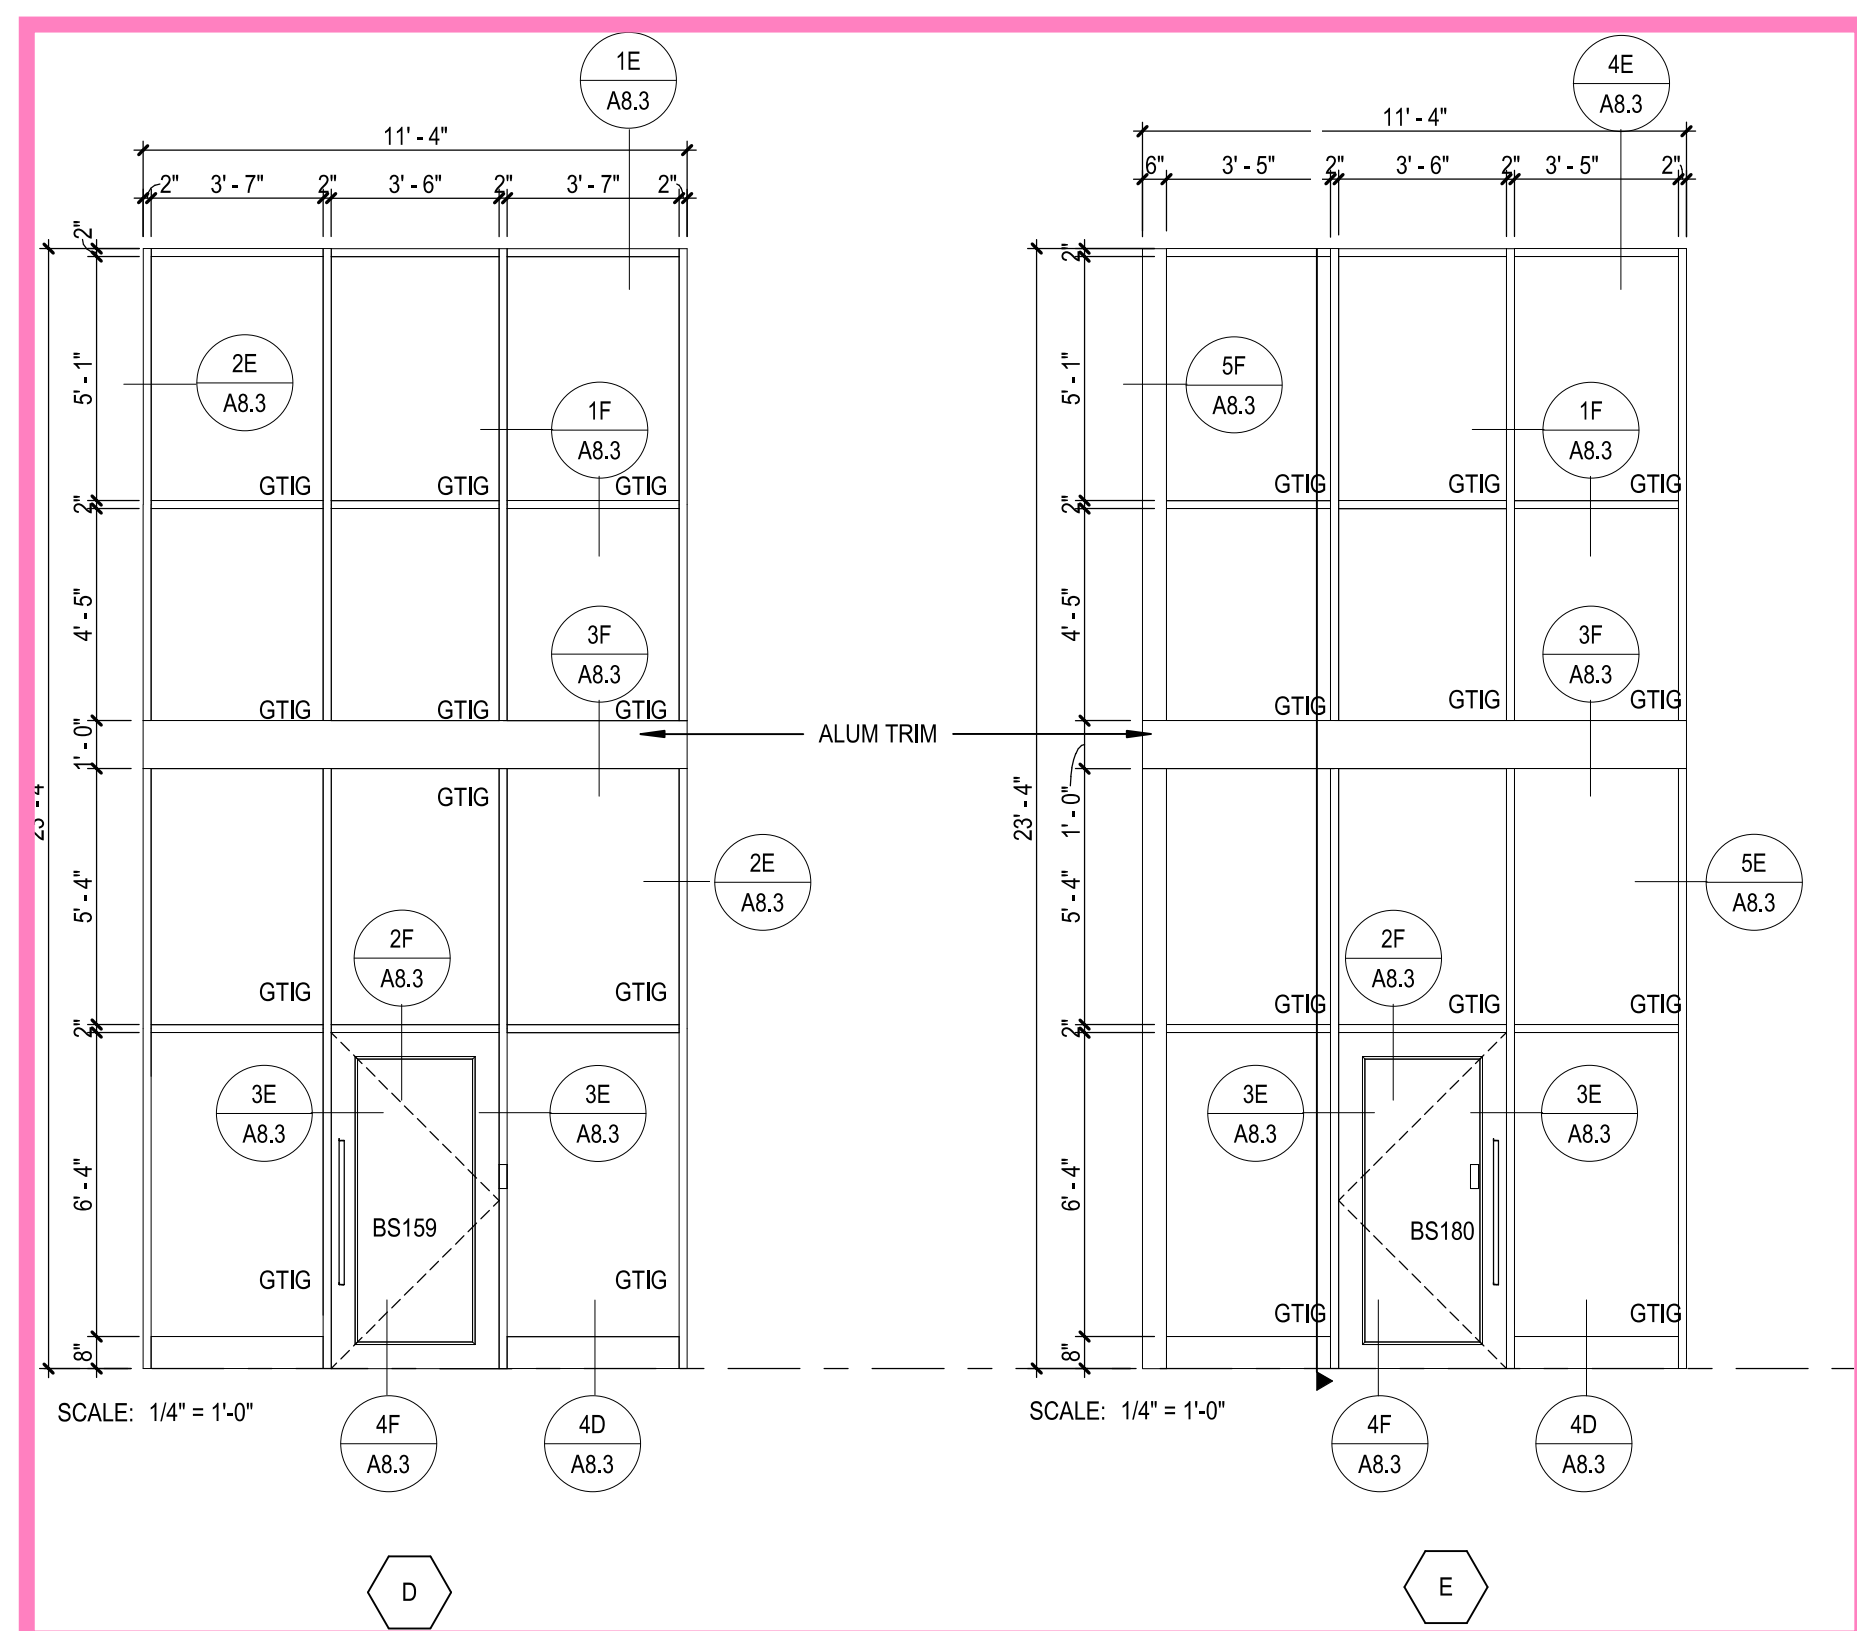 1E
A8.3
11' - 4"
2" 3' - 7" 2" 3' - 6" 2" 3' - 7" 2"
2"
5' - 1"
2"
4' - 5"
1' - 0"
23' - 4"
5' - 4"
2"
6' - 4"
8"
2E
A8.3
1F
A8.3
GTIG GTIG GTIG
3F
A8.3
GTIG GTIG GTIG
ALUM TRIM
GTIG
2E
A8.3
2F
A8.3
GTIG GTIG
3E
A8.3
3E
A8.3
BS159
GTIG GTIG
SCALE: 1/4" = 1'-0"
4F
A8.3
4D
A8.3
D
4E
A8.3
11' - 4"
6" 3' - 5" 2" 3' - 6" 2" 3' - 5" 2"
2"
5' - 1"
2"
4' - 5"
1' - 0"
23' - 4"
5' - 4"
2"
6' - 4"
8"
5F
A8.3
1F
A8.3
GTIG GTIG GTIG
3F
A8.3
GTIG GTIG GTIG
5E
A8.3
2F
A8.3
GTIG GTIG GTIG
3E
A8.3
3E
A8.3
BS180
GTIG GTIG
SCALE: 1/4" = 1'-0"
4F
A8.3
4D
A8.3
E